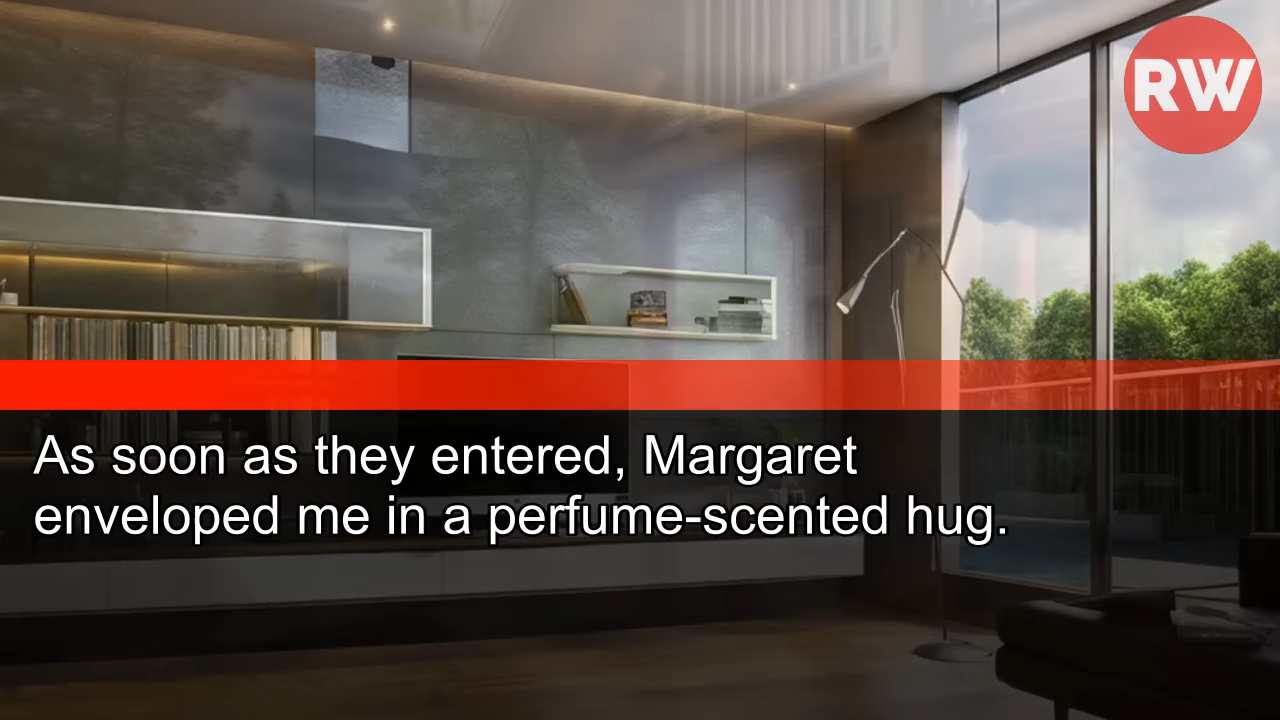 RW
As soon as they entered, Margaret
enveloped me in a perfume-scented hug.